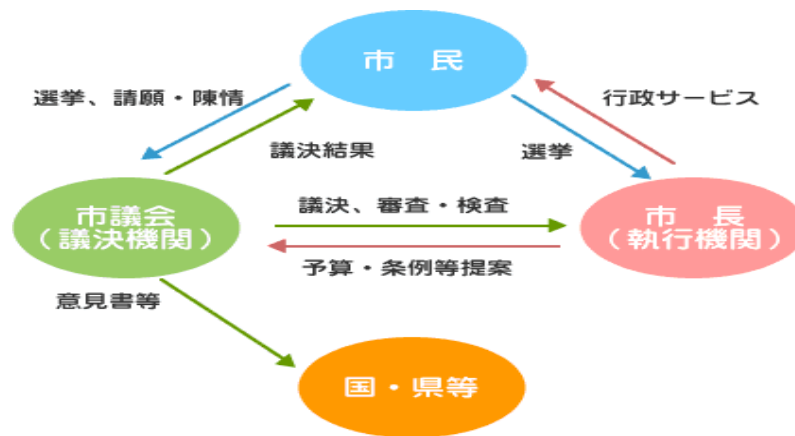 市　民
選挙、請願・陳情
行政サービス
議決結果
選挙
市議会
（議決機関）
議決、審査・検査
市　長
（執行機関）
予算・条例等提案
意見書等
国・県等